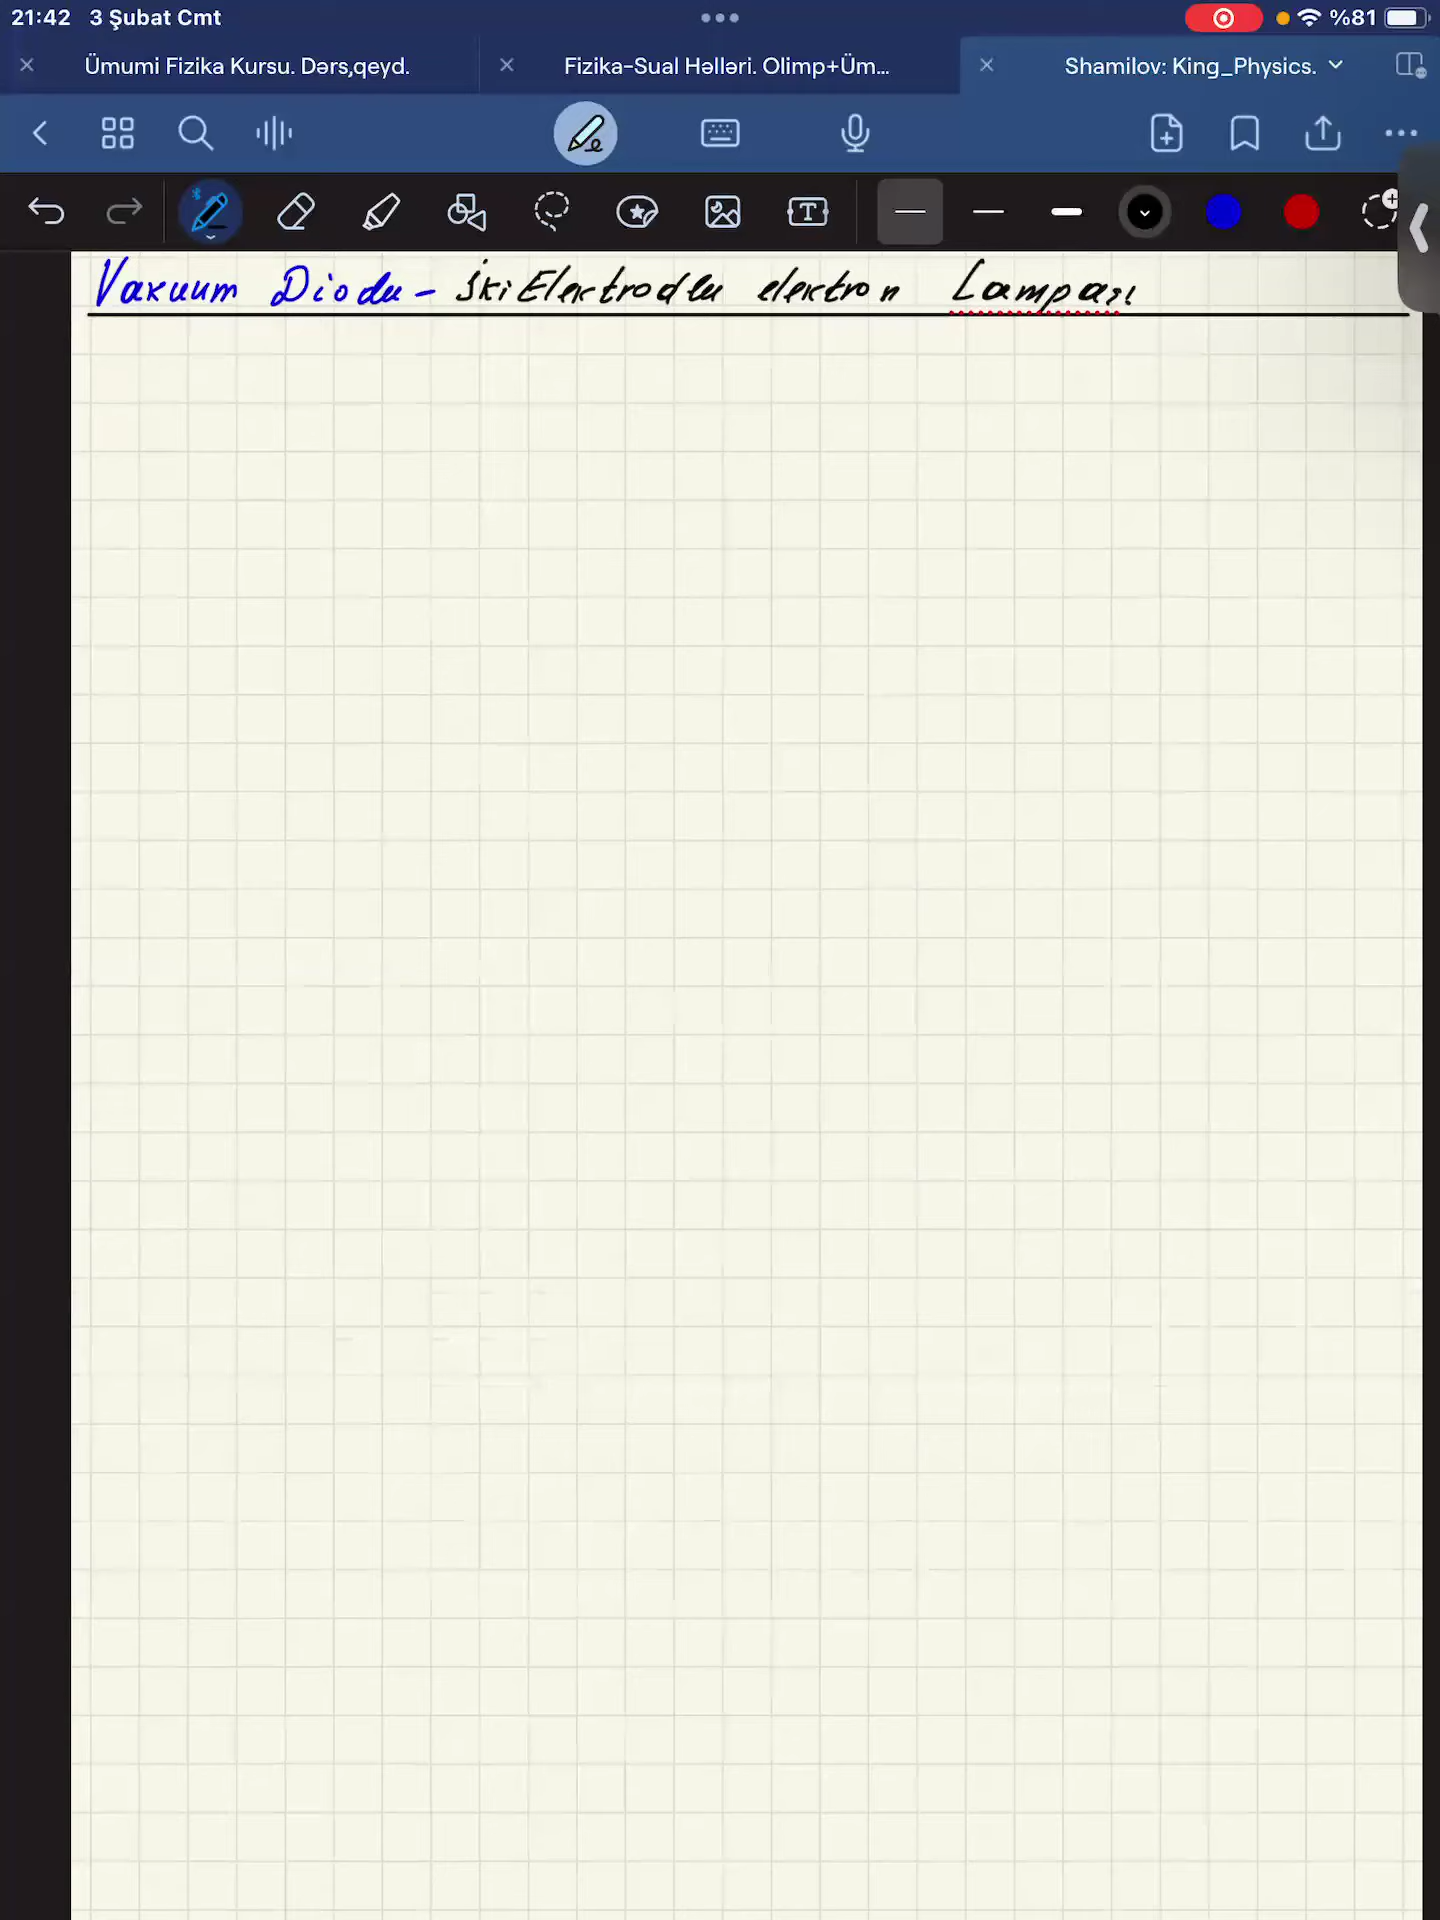 21:42 3 Şubat Cmt %81
Ümumi Fizika Kursu. Dərs,qeyd. Fizika-Sual Həlləri. Olimp+Üm... Shamilov: King_Physics.
Vakuum Diodu - İki Elektrodlu elektron Lampası